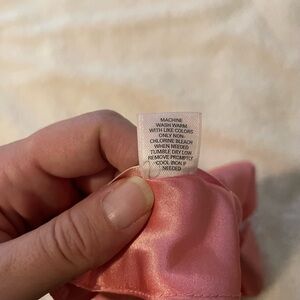 MACHINE
WASH WARM
WITH LIKE COLORS
ONLY NON-
CHLORINE BLEACH
WHEN NEEDED
TUMBLE DRY LOW
REMOVE PROMPTLY
COOL IRON IF
NEEDED